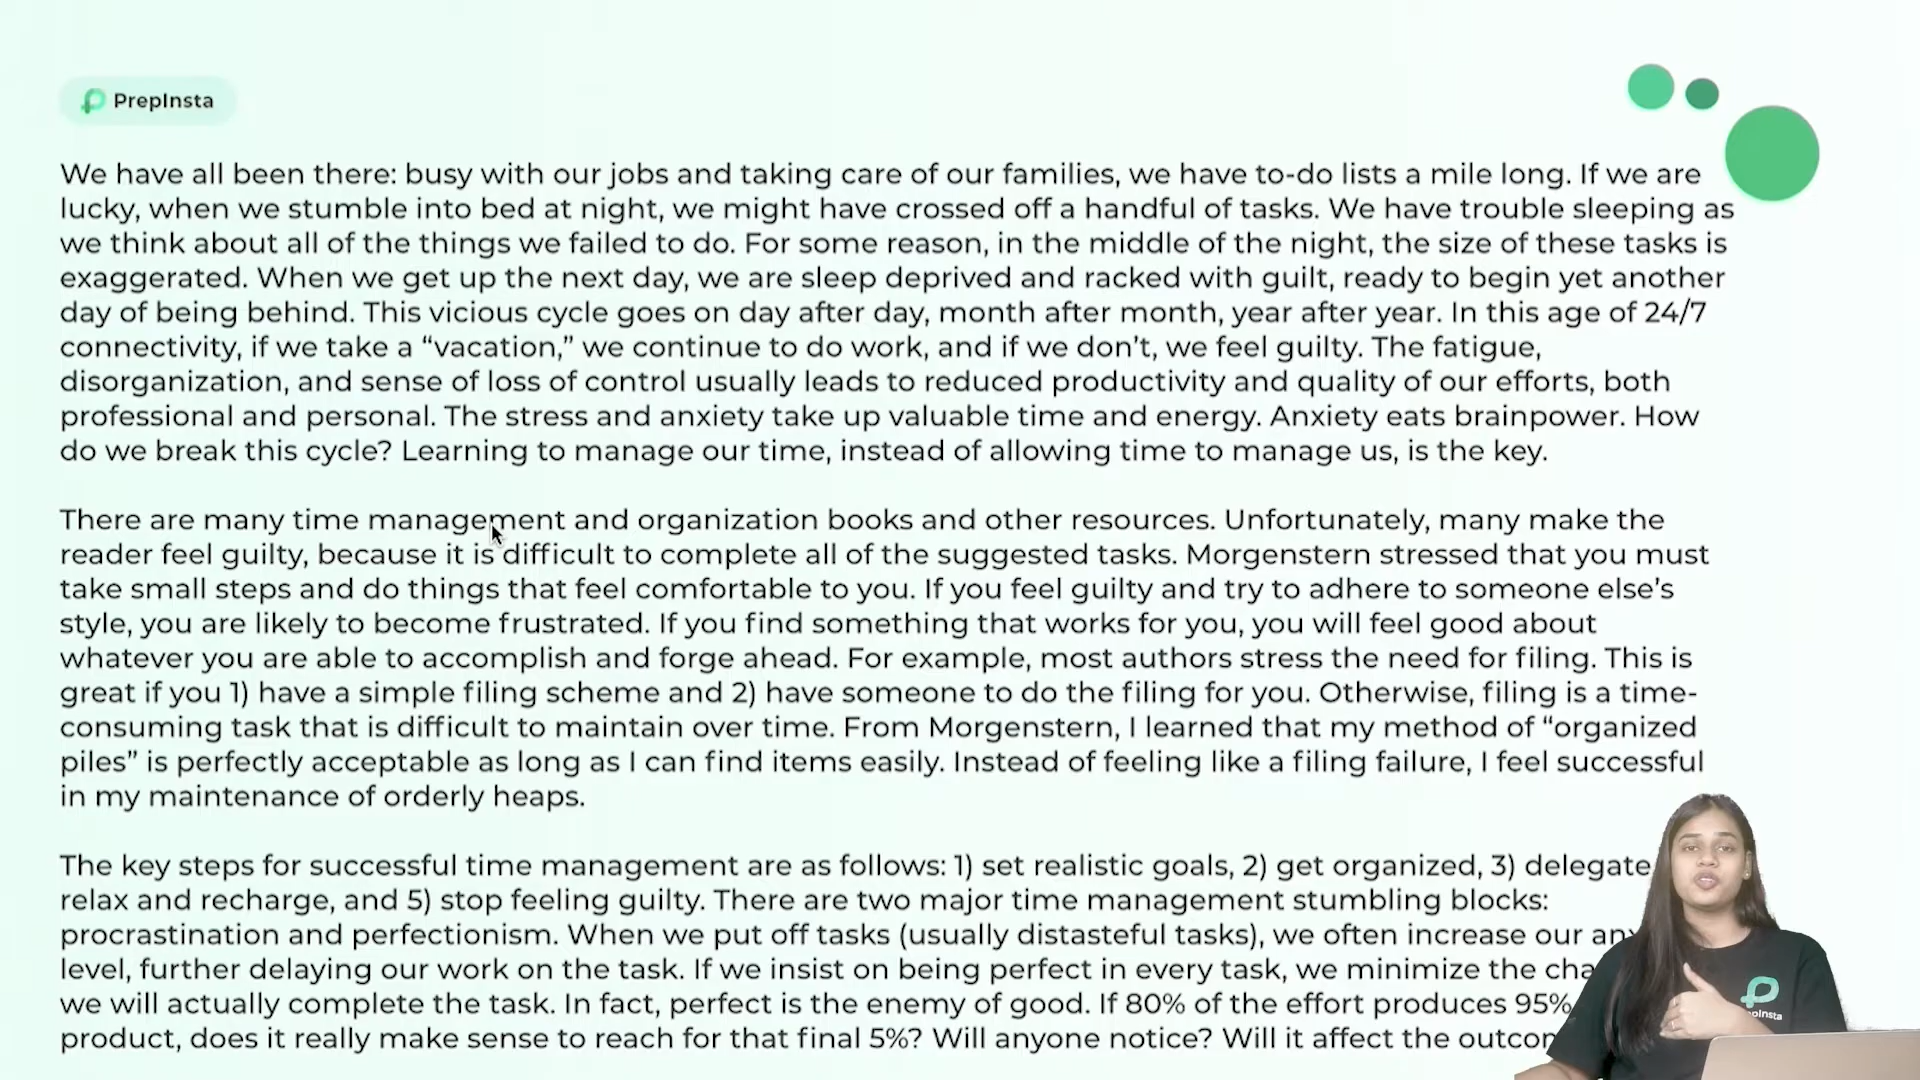 PrepInsta
We have all been there: busy with our jobs and taking care of our families, we have to-do lists a mile long. If we are
lucky, when we stumble into bed at night, we might have crossed off a handful of tasks. We have trouble sleeping as
we think about all of the things we failed to do. For some reason, in the middle of the night, the size of these tasks is
exaggerated. When we get up the next day, we are sleep deprived and racked with guilt, ready to begin yet another
day of being behind. This vicious cycle goes on day after day, month after month, year after year. In this age of 24/7
connectivity, if we take a “vacation,” we continue to do work, and if we don’t, we feel guilty. The fatigue,
disorganization, and sense of loss of control usually leads to reduced productivity and quality of our efforts, both
professional and personal. The stress and anxiety take up valuable time and energy. Anxiety eats brainpower. How
do we break this cycle? Learning to manage our time, instead of allowing time to manage us, is the key.
There are many time management and organization books and other resources. Unfortunately, many make the
reader feel guilty, because it is difficult to complete all of the suggested tasks. Morgenstern stressed that you must
take small steps and do things that feel comfortable to you. If you feel guilty and try to adhere to someone else’s
style, you are likely to become frustrated. If you find something that works for you, you will feel good about
whatever you are able to accomplish and forge ahead. For example, most authors stress the need for filing. This is
great if you 1) have a simple filing scheme and 2) have someone to do the filing for you. Otherwise, filing is a time-
consuming task that is difficult to maintain over time. From Morgenstern, I learned that my method of “organized
piles” is perfectly acceptable as long as I can find items easily. Instead of feeling like a filing failure, I feel successful
in my maintenance of orderly heaps.
The key steps for successful time management are as follows: 1) set realistic goals, 2) get organized, 3) delegate
relax and recharge, and 5) stop feeling guilty. There are two major time management stumbling blocks:
procrastination and perfectionism. When we put off tasks (usually distasteful tasks), we often increase our
level, further delaying our work on the task. If we insist on being perfect in every task, we minimize the
we will actually complete the task. In fact, perfect is the enemy of good. If 80% of the effort produces 95%
product, does it really make sense to reach for that final 5%? Will anyone notice? Will it affect the